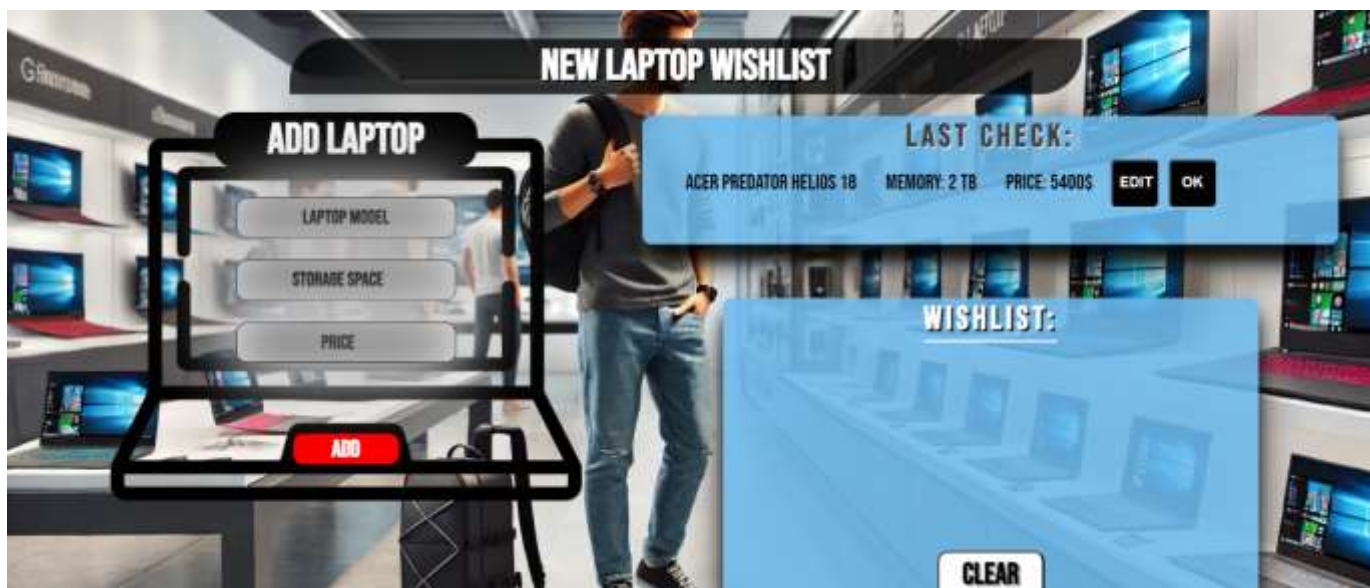 NEW LAPTOP WISHLIST
ADD LAPTOP
LAPTOP MODEL
STORAGE SPACE
PRICE
ADD
LAST CHECK:
ACER PREDATOR HELIOS 18 MEMORY: 2 TB PRICE: 5400$ EDIT OK
WISHLIST:
CLEAR